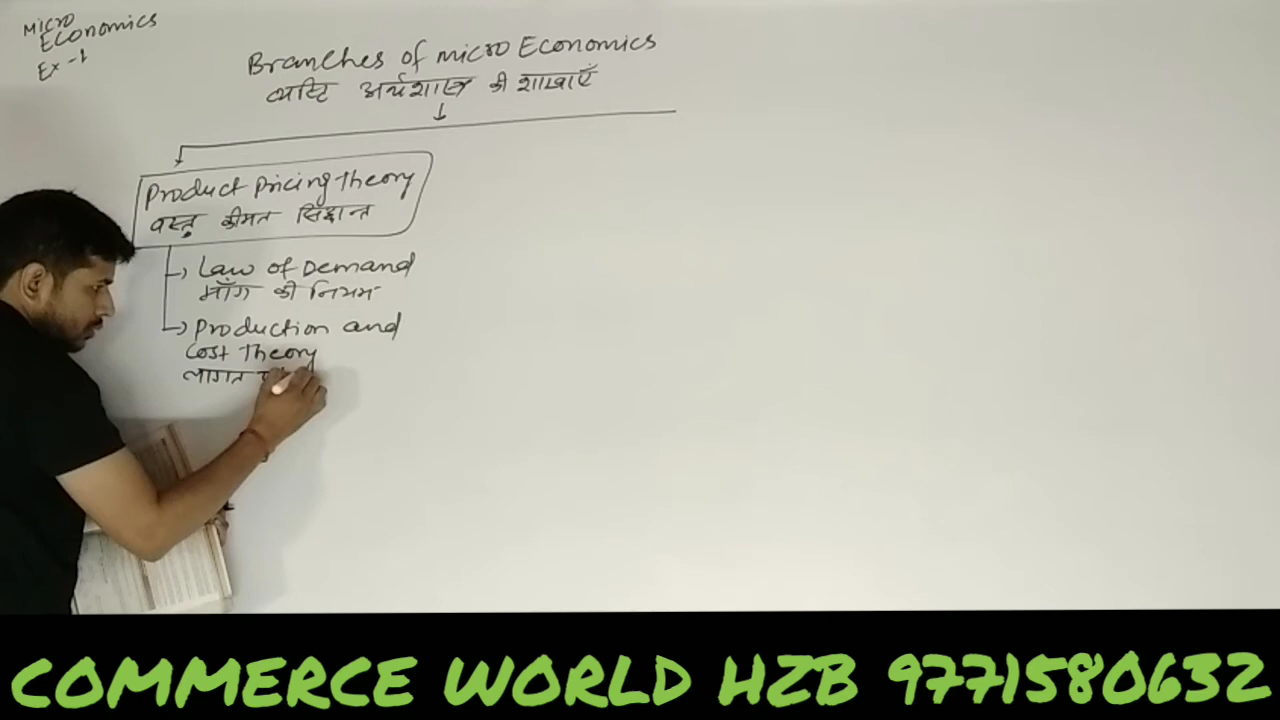 MICRO
ECONOMICS
Ex-1
Branches of micro Economics
व्यष्टि अर्थशास्त्र की शाखाएँ
Product Pricing Theory
वस्तु कीमत सिद्धान्त
Law of Demand
माँग की नियम
Production and
Cost Theory
लागत
COMMERCE WORLD HZB 9771580632